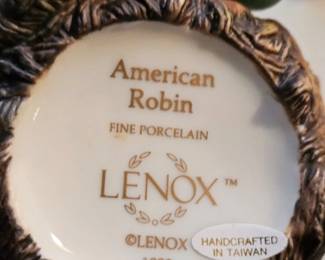 American
Robin
FINE PORCELAIN
LENOX™
©LENOX
HANDCRAFTED
IN TAIWAN